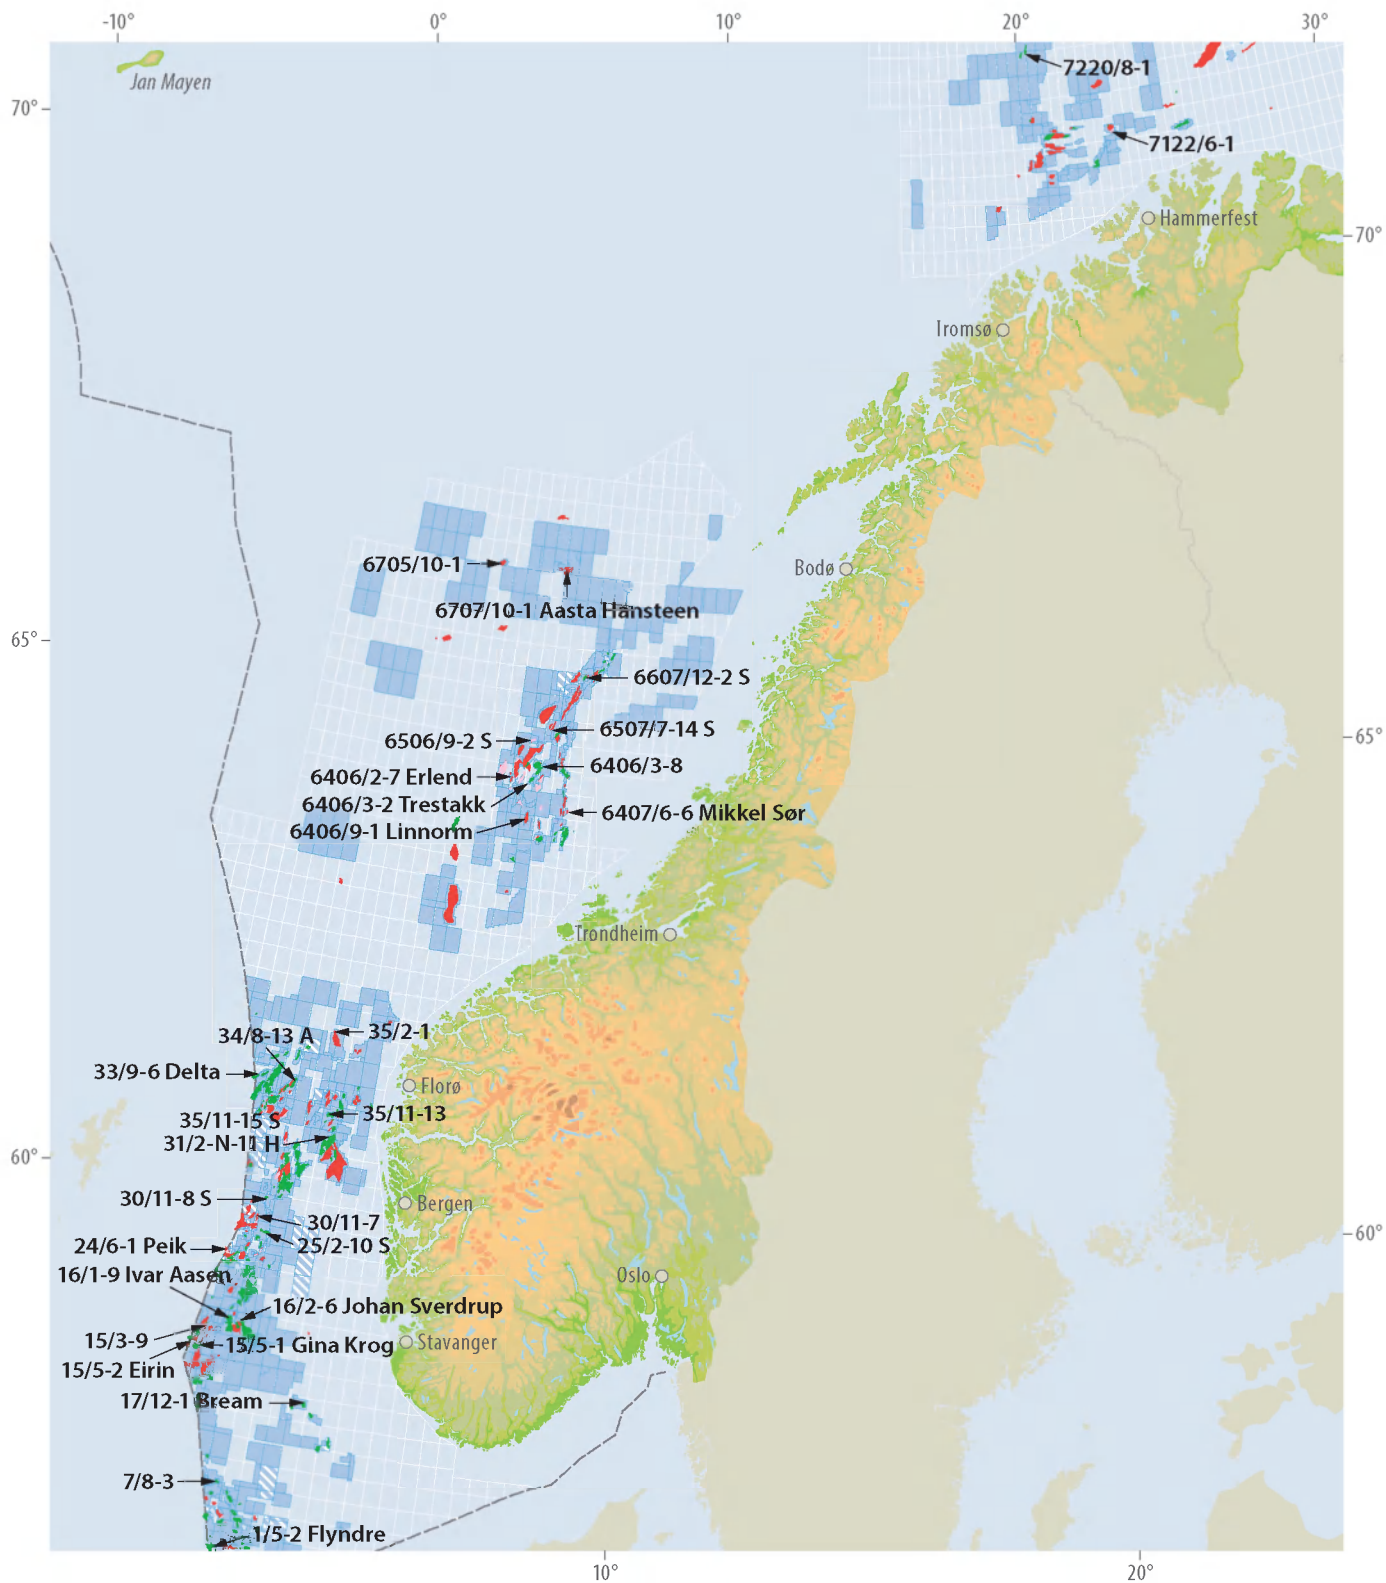 -10°
0°
10°
20°
30°
Jan Mayen
7220/8-1
70°
7122/6-1
Hammerfest
70°
Tromsø
6705/10-1
Bodø
6707/10-1 Aasta Hansteen
65°
6607/12-2 S
6507/7-14 S
65°
6506/9-2 S
6406/3-8
6406/2-7 Erlend
6406/3-2 Trestakk
6407/6-6 Mikkel Sør
6406/9-1 Linnorm
Trondheim
34/8-13 A
35/2-1
33/9-6 Delta
Florø
35/11-15 S
35/11-13
31/2-N-11 H
60°
30/11-8 S
Bergen
30/11-7
60°
24/6-1 Peik
25/2-10 S
16/1-9 Ivar Aasen
Oslo
16/2-6 Johan Sverdrup
15/3-9
15/5-1 Gina Krog
Stavanger
15/5-2 Eirin
17/12-1 Bream
7/8-3
1/5-2 Flyndre
10°
20°